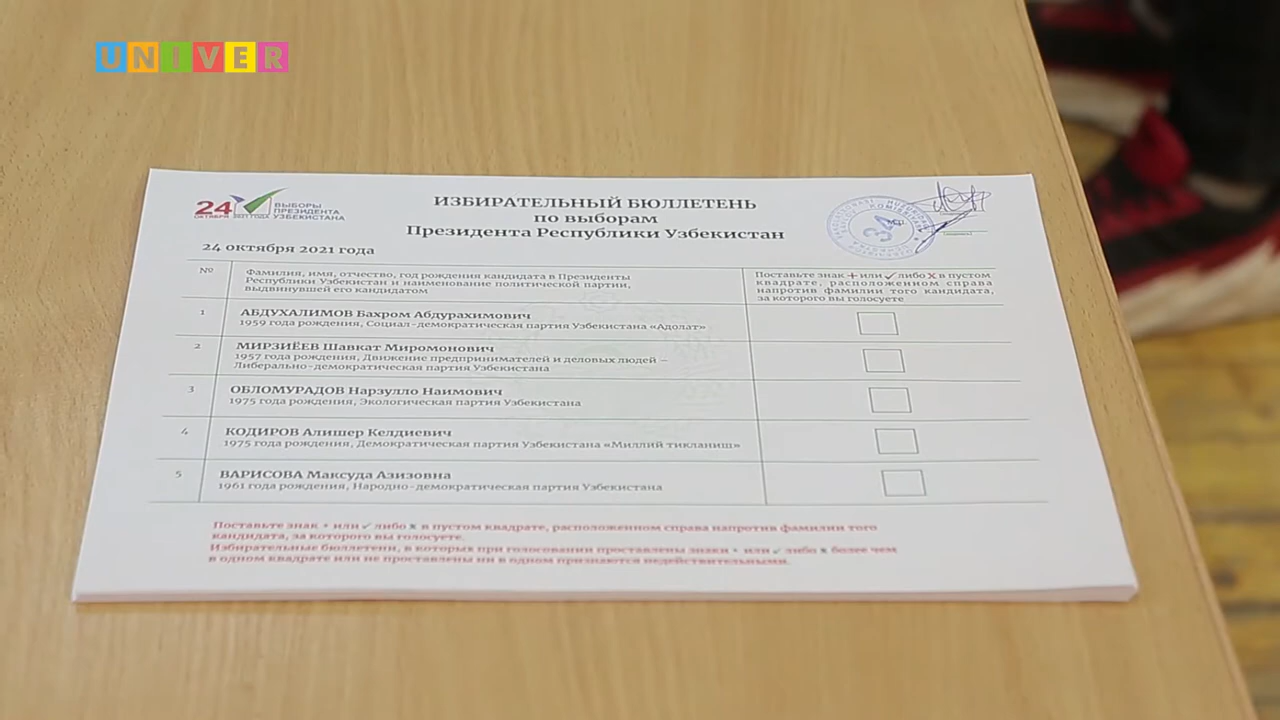 UNIVER
24 ОКТЯБРЯ 2021 ГОДА
ВЫБОРЫ
ПРЕЗИДЕНТА
УЗБЕКИСТАНА
ИЗБИРАТЕЛЬНЫЙ БЮЛЛЕТЕНЬ
по выборам
Президента Республики Узбекистан
34
24 октября 2021 года
№
Фамилия, имя, отчество, год рождения кандидата в Президенты
Республики Узбекистан и наименование политической партии,
выдвинувшей его кандидатом
Поставьте знак + или ✓ либо x в пустом
квадрате, расположенном справа
напротив фамилии того кандидата,
за которого вы голосуете
1 АБДУХАЛИМОВ Бахром Абдурахимович
1959 года рождения, Социал-демократическая партия Узбекистана «Адолат»
2 МИРЗИЁЕВ Шавкат Миромонович
1957 года рождения, Движение предпринимателей и деловых людей –
Либерально-демократическая партия Узбекистана
3 ОБЛОМУРАДОВ Нарзулло Наимович
1975 года рождения, Экологическая партия Узбекистана
4 КОДИРОВ Алишер Келдиевич
1975 года рождения, Демократическая партия Узбекистана «Миллий тикланиш»
5 ВАРИСОВА Максуда Азизовна
1961 года рождения, Народно-демократическая партия Узбекистана
Поставьте знак + или ✓ либо x в пустом квадрате, расположенном справа напротив фамилии того
кандидата, за которого вы голосуете.
Избирательные бюллетени, в которых при голосовании проставлены знаки + или ✓ либо x более чем
в одном квадрате или не проставлены ни в одном признаются недействительными.